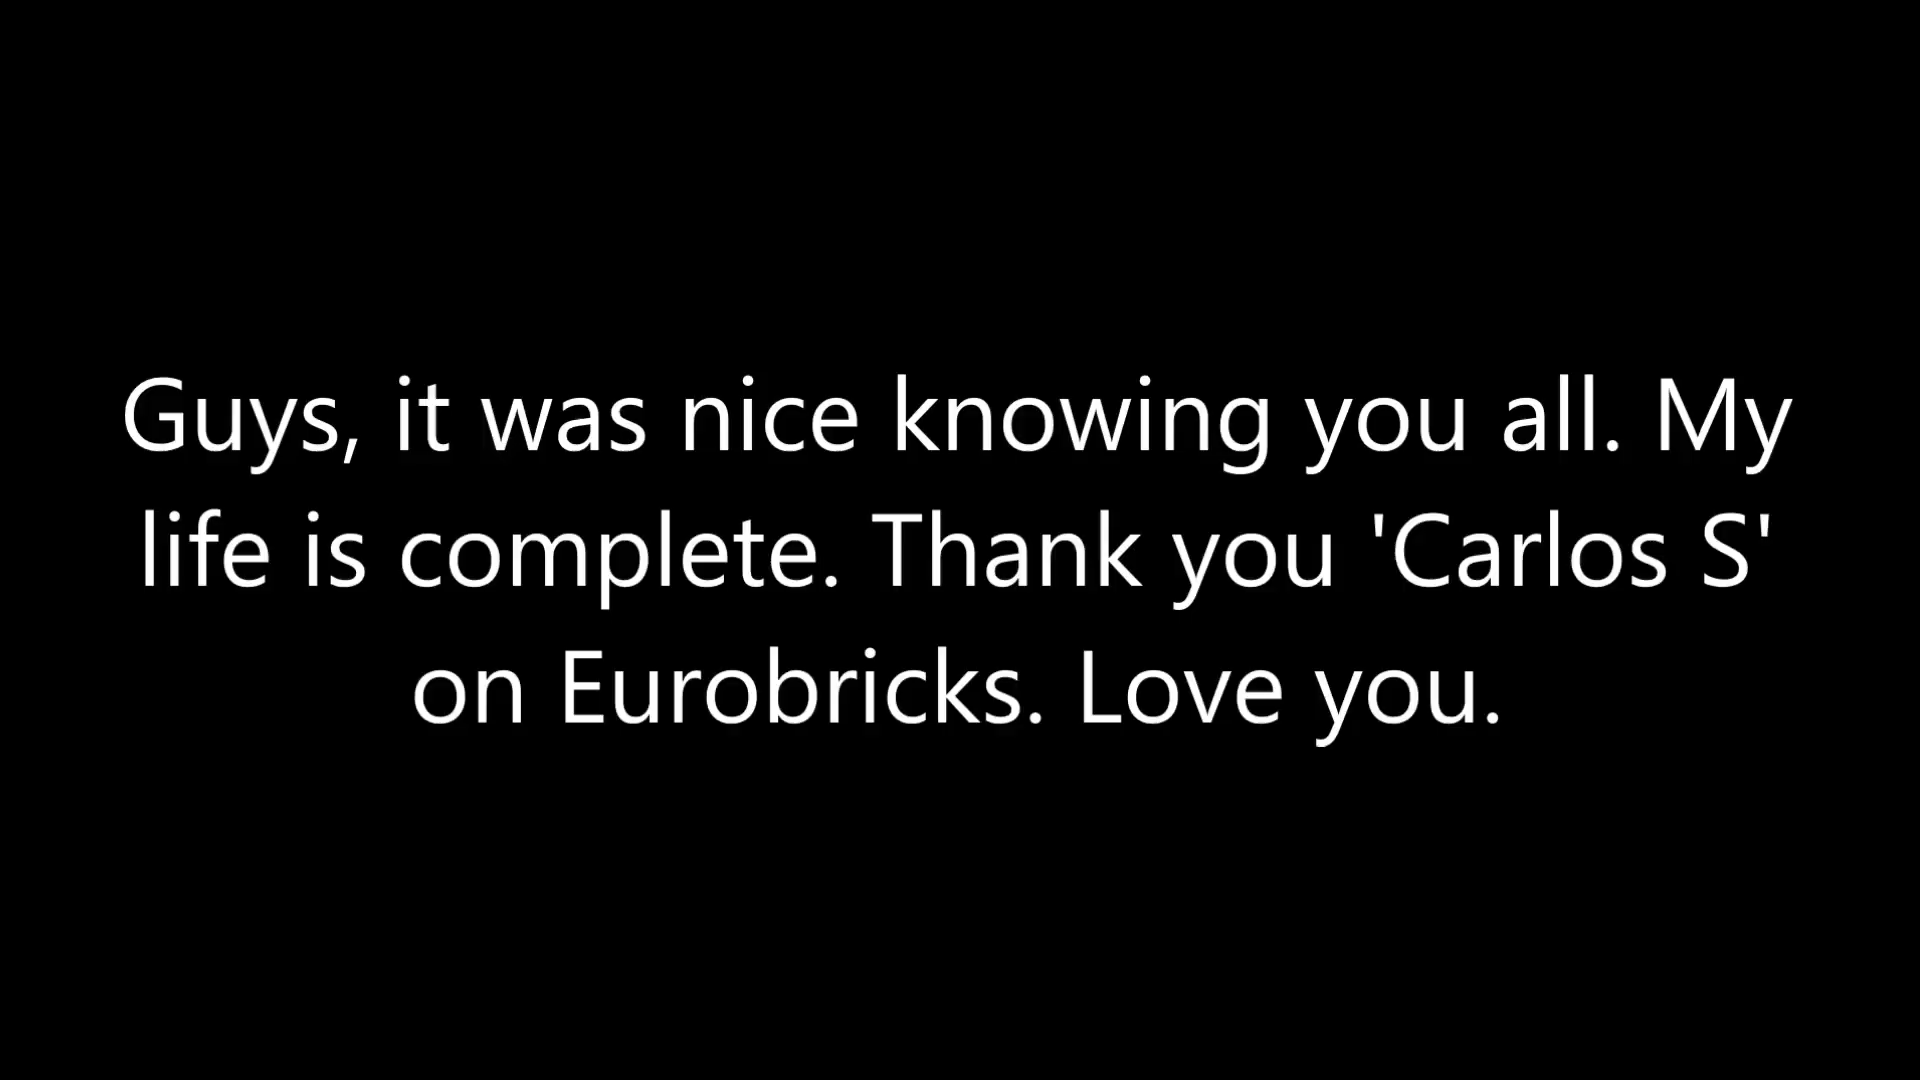 Guys, it was nice knowing you all. My
life is complete. Thank you 'Carlos S'
on Eurobricks. Love you.